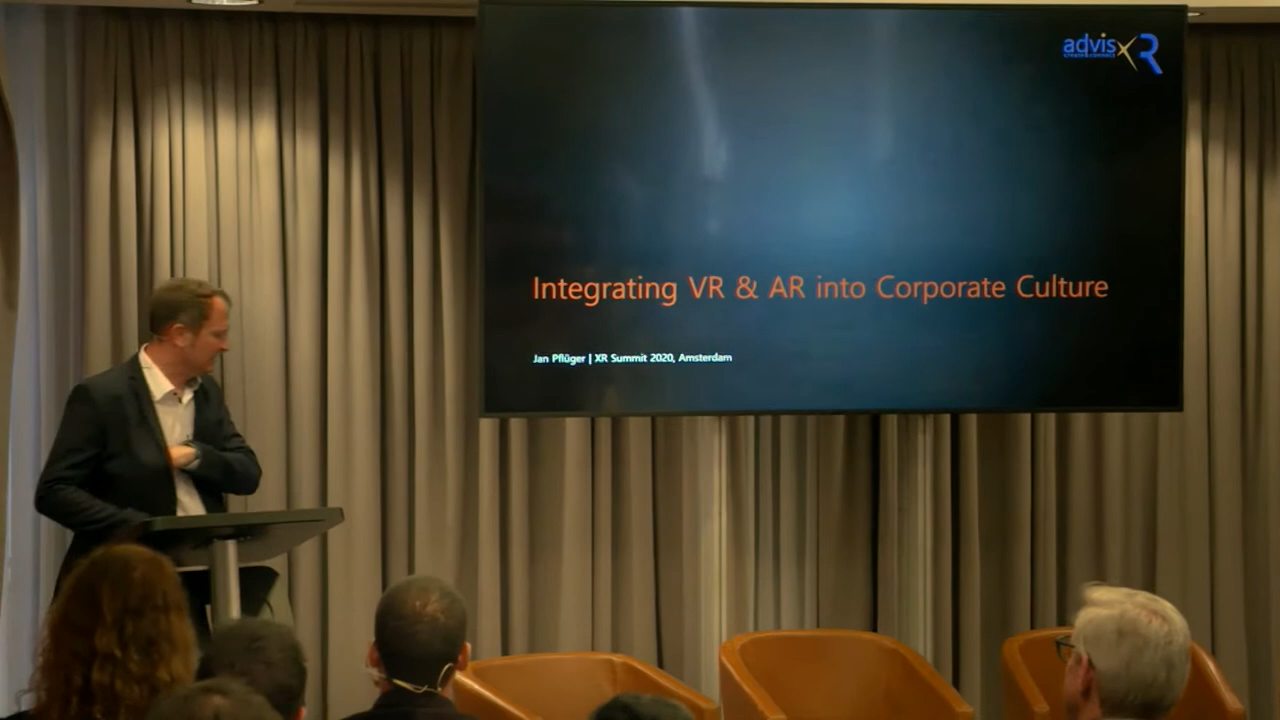 advisXR
Integrating VR & AR into Corporate Culture
Jan Pflüger | XR Summit 2020, Amsterdam